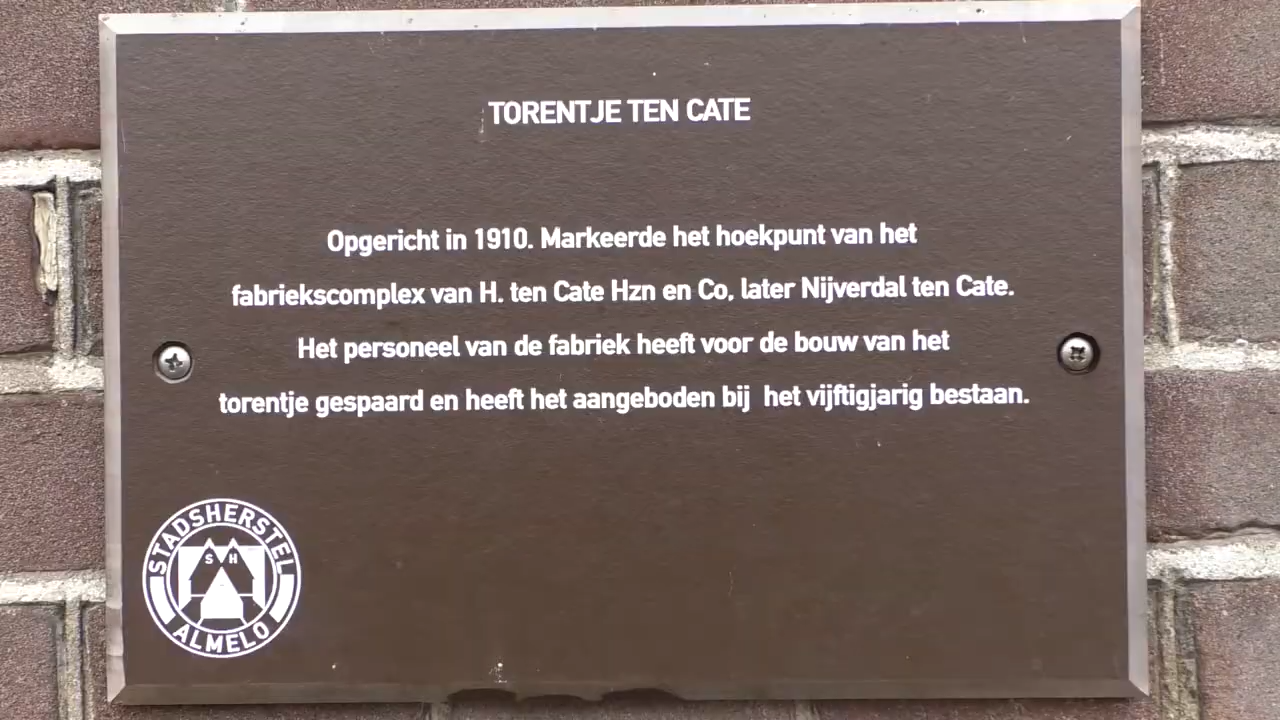 TORENTJE TEN CATE
Opgericht in 1910. Markeerde het hoekpunt van het
fabriekscomplex van H. ten Cate Hzn en Co, later Nijverdal ten Cate.
Het personeel van de fabriek heeft voor de bouw van het
torentje gespaard en heeft het aangeboden bij het vijftigjarig bestaan.
STADSHERSTEL
S H
ALMELO